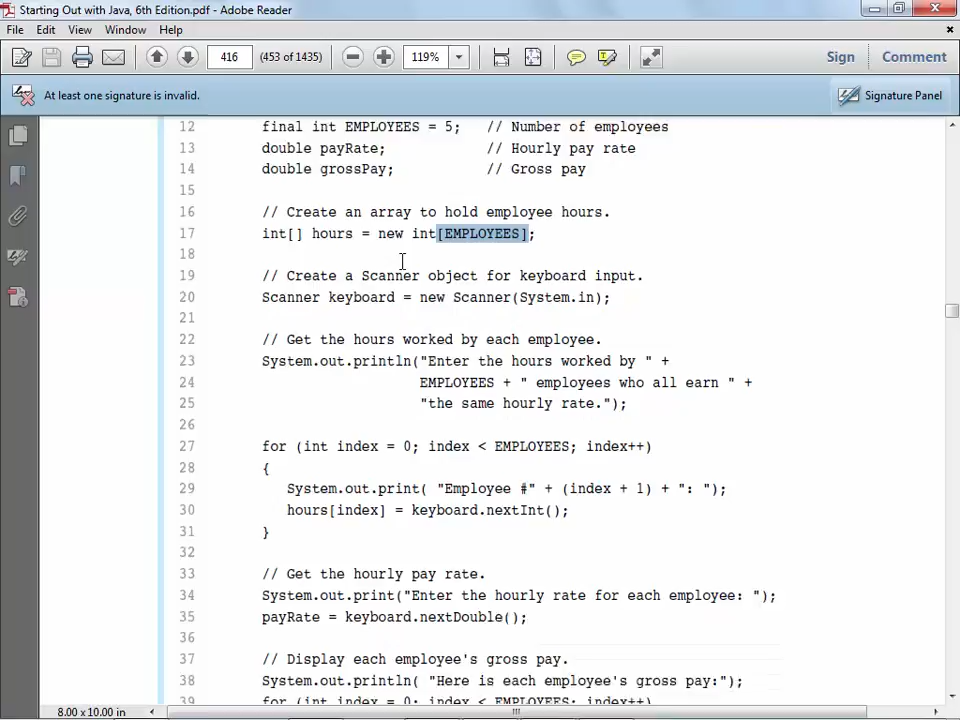 Starting Out with Java, 6th Edition.pdf - Adobe Reader
File Edit View Window Help
416 (453 of 1435) 119% Sign Comment
At least one signature is invalid. Signature Panel
12 final int EMPLOYEES = 5; // Number of employees
13 double payRate; // Hourly pay rate
14 double grossPay; // Gross pay
15
16 // Create an array to hold employee hours.
17 int[] hours = new int[EMPLOYEES];
18
19 // Create a Scanner object for keyboard input.
20 Scanner keyboard = new Scanner(System.in);
21
22 // Get the hours worked by each employee.
23 System.out.println("Enter the hours worked by " +
24 EMPLOYEES + " employees who all earn " +
25 "the same hourly rate.");
26
27 for (int index = 0; index < EMPLOYEES; index++)
28 {
29 System.out.print( "Employee #" + (index + 1) + ": ");
30 hours[index] = keyboard.nextInt();
31 }
32
33 // Get the hourly pay rate.
34 System.out.print("Enter the hourly rate for each employee: ");
35 payRate = keyboard.nextDouble();
36
37 // Display each employee's gross pay.
38 System.out.println( "Here is each employee's gross pay:");
39 for (int index = 0; index < EMPLOYEES; index++)
8.00 x 10.00 in